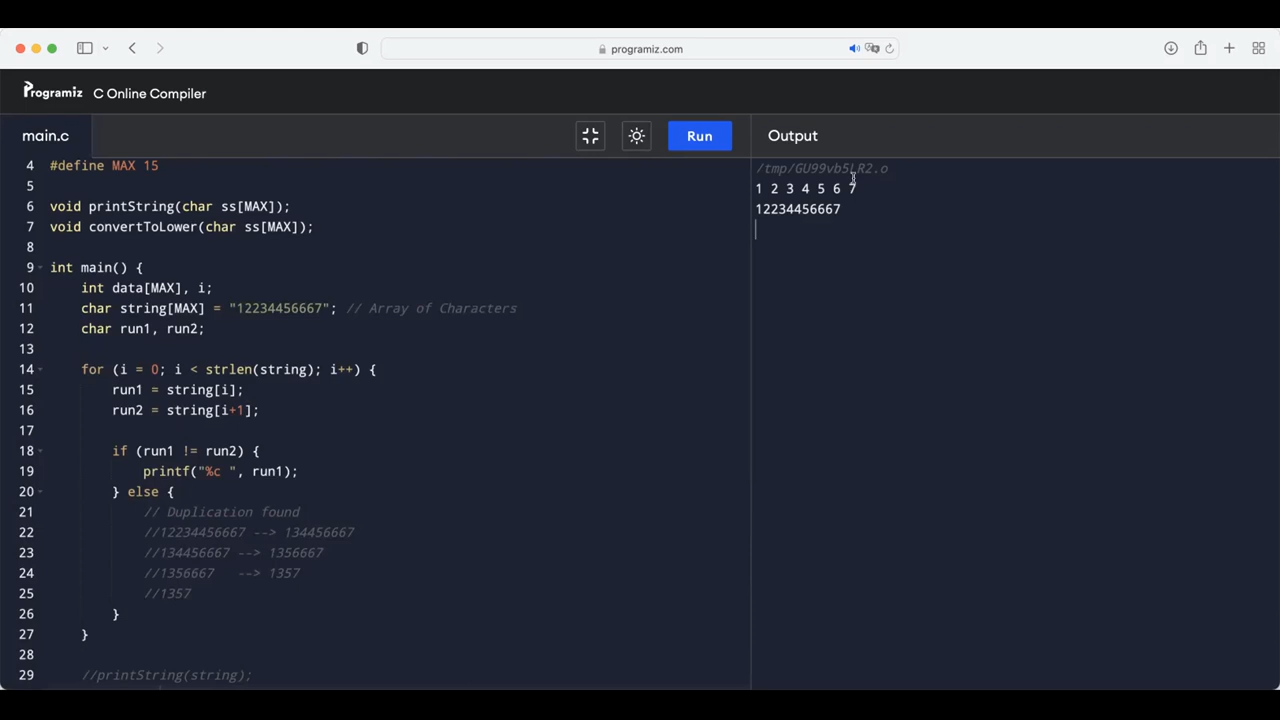 programiz.com
Programiz C Online Compiler
main.c Run Output
4 #define MAX 15
5
6 void printString(char ss[MAX]);
7 void convertToLower(char ss[MAX]);
8
9 int main() {
10 int data[MAX], i;
11 char string[MAX] = "12234456667"; // Array of Characters
12 char run1, run2;
13
14 for (i = 0; i < strlen(string); i++) {
15 run1 = string[i];
16 run2 = string[i+1];
17
18 if (run1 != run2) {
19 printf("%c ", run1);
20 } else {
21 // Duplication found
22 //12234456667 --> 134456667
23 //134456667 --> 1356667
24 //1356667 --> 1357
25 //1357
26 }
27 }
28
29 //printString(string);
/tmp/GU99vb5LR2.o
1 2 3 4 5 6 7
12234456667